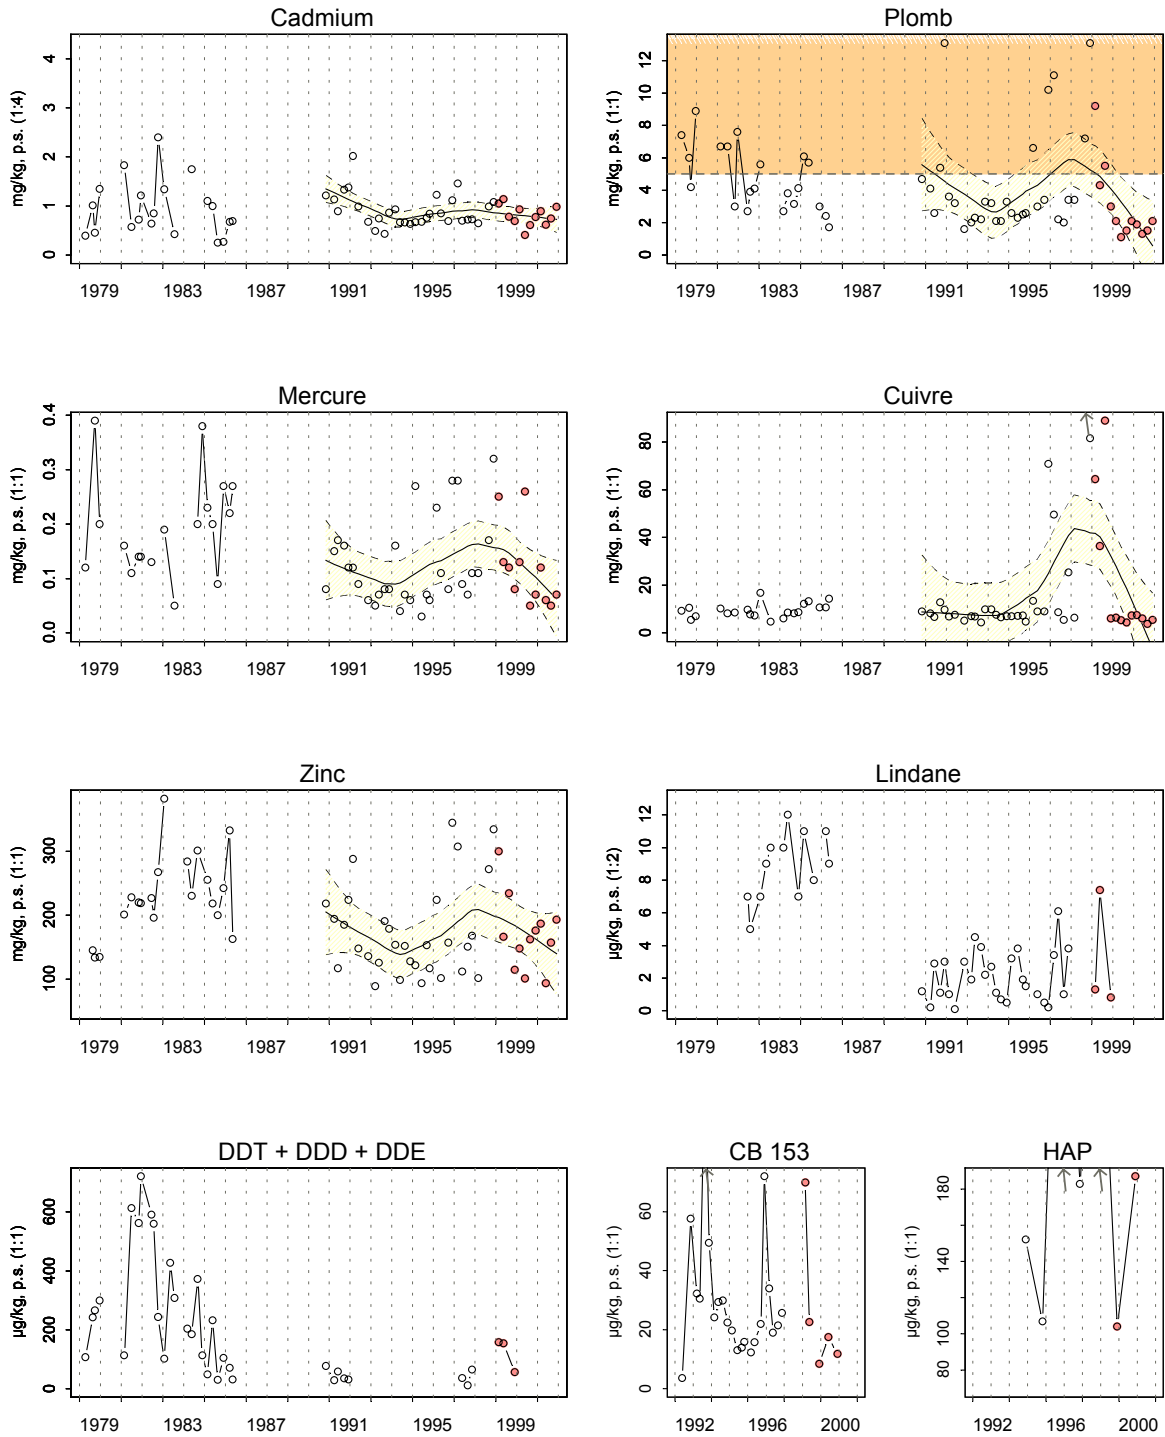 Cadmium
mg/kg, p.s. (1:4)
4
3
2
1
0
1979 1983 1987 1991 1995 1999
Plomb
mg/kg, p.s. (1:1)
12
10
8
6
4
2
0
1979 1983 1987 1991 1995 1999
Mercure
mg/kg, p.s. (1:1)
0.4
0.3
0.2
0.1
0.0
1979 1983 1987 1991 1995 1999
Cuivre
mg/kg, p.s. (1:1)
80
60
40
20
0
1979 1983 1987 1991 1995 1999
Zinc
mg/kg, p.s. (1:1)
300
200
100
1979 1983 1987 1991 1995 1999
Lindane
µg/kg, p.s. (1:2)
12
10
8
6
4
2
0
1979 1983 1987 1991 1995 1999
DDT + DDD + DDE
µg/kg, p.s. (1:1)
600
400
200
0
1979 1983 1987 1991 1995 1999
CB 153
µg/kg, p.s. (1:1)
60
40
20
0
1992 1996 2000
HAP
µg/kg, p.s. (1:1)
180
140
100
80
1992 1996 2000